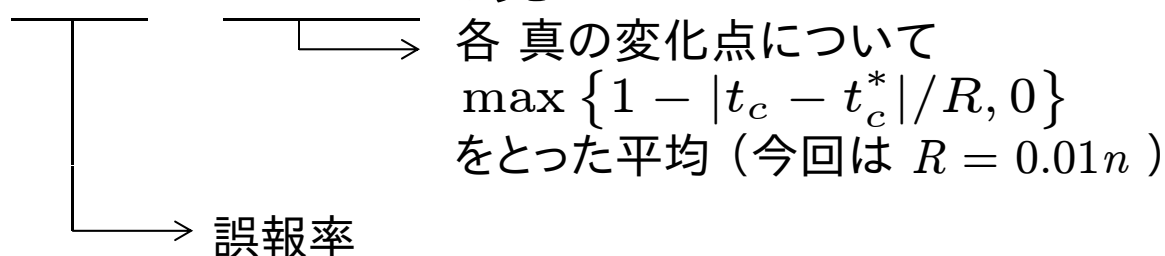 各 真の変化点について
max {1 − |t_c − t_c^*|/R, 0}
をとった平均（今回は R = 0.01n ）
誤報率